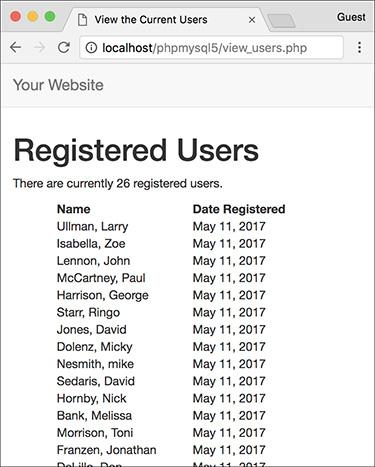 View the Current Users
Guest
localhost/phpmysql5/view_users.php
Your Website
Registered Users
There are currently 26 registered users.
Name Date Registered
Ullman, Larry May 11, 2017
Isabella, Zoe May 11, 2017
Lennon, John May 11, 2017
McCartney, Paul May 11, 2017
Harrison, George May 11, 2017
Starr, Ringo May 11, 2017
Jones, David May 11, 2017
Dolenz, Micky May 11, 2017
Nesmith, mike May 11, 2017
Sedaris, David May 11, 2017
Hornby, Nick May 11, 2017
Bank, Melissa May 11, 2017
Morrison, Toni May 11, 2017
Franzen, Jonathan May 11, 2017
DeLillo, Don May 11, 2017